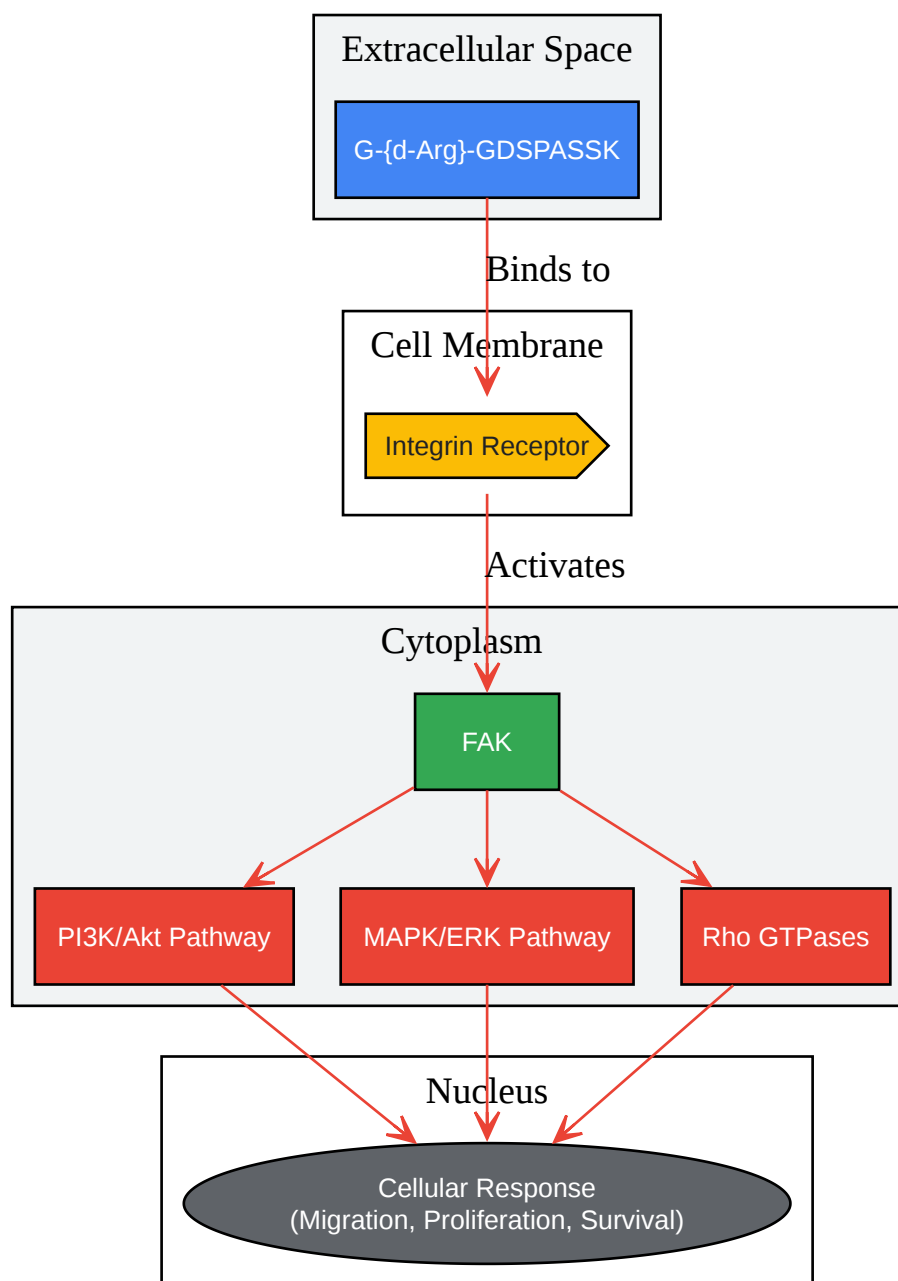 Extracellular Space
G-{d-Arg}-GDSPASSK
Binds to
Cell Membrane
Integrin Receptor
Activates
Cytoplasm
FAK
PI3K/Akt Pathway
MAPK/ERK Pathway
Rho GTPases
Nucleus
Cellular Response
(Migration, Proliferation, Survival)